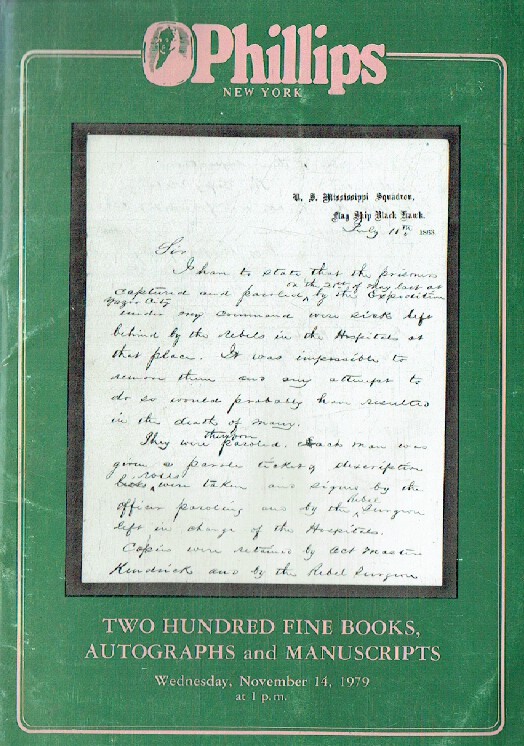 Phillips
NEW YORK
U. S. Mississippi Squadron,
Flag Ship Black Hawk.
July 11th 1863
Sir
I have to state that the prisoners
on the 20th of May last at
captured and paroled, by the Expedition
Yazoo City
under my command were sick left
behind by the Rebels in the Hospitals at
that place. It was impossible to
remove them and any attempt to
do so would probably have resulted
in the death of many.
therefore
They were paroled. Each man was
given a parole ticket & description
rolls
were taken and signed by the
Rebel
officer paroling and by the Surgeon
left in charge of the Hospitals.
Copies were retained by Act Master
Hendricks and by the Rebel Surgeon
TWO HUNDRED FINE BOOKS,
AUTOGRAPHS and MANUSCRIPTS
Wednesday, November 14, 1979
at 1 p.m.